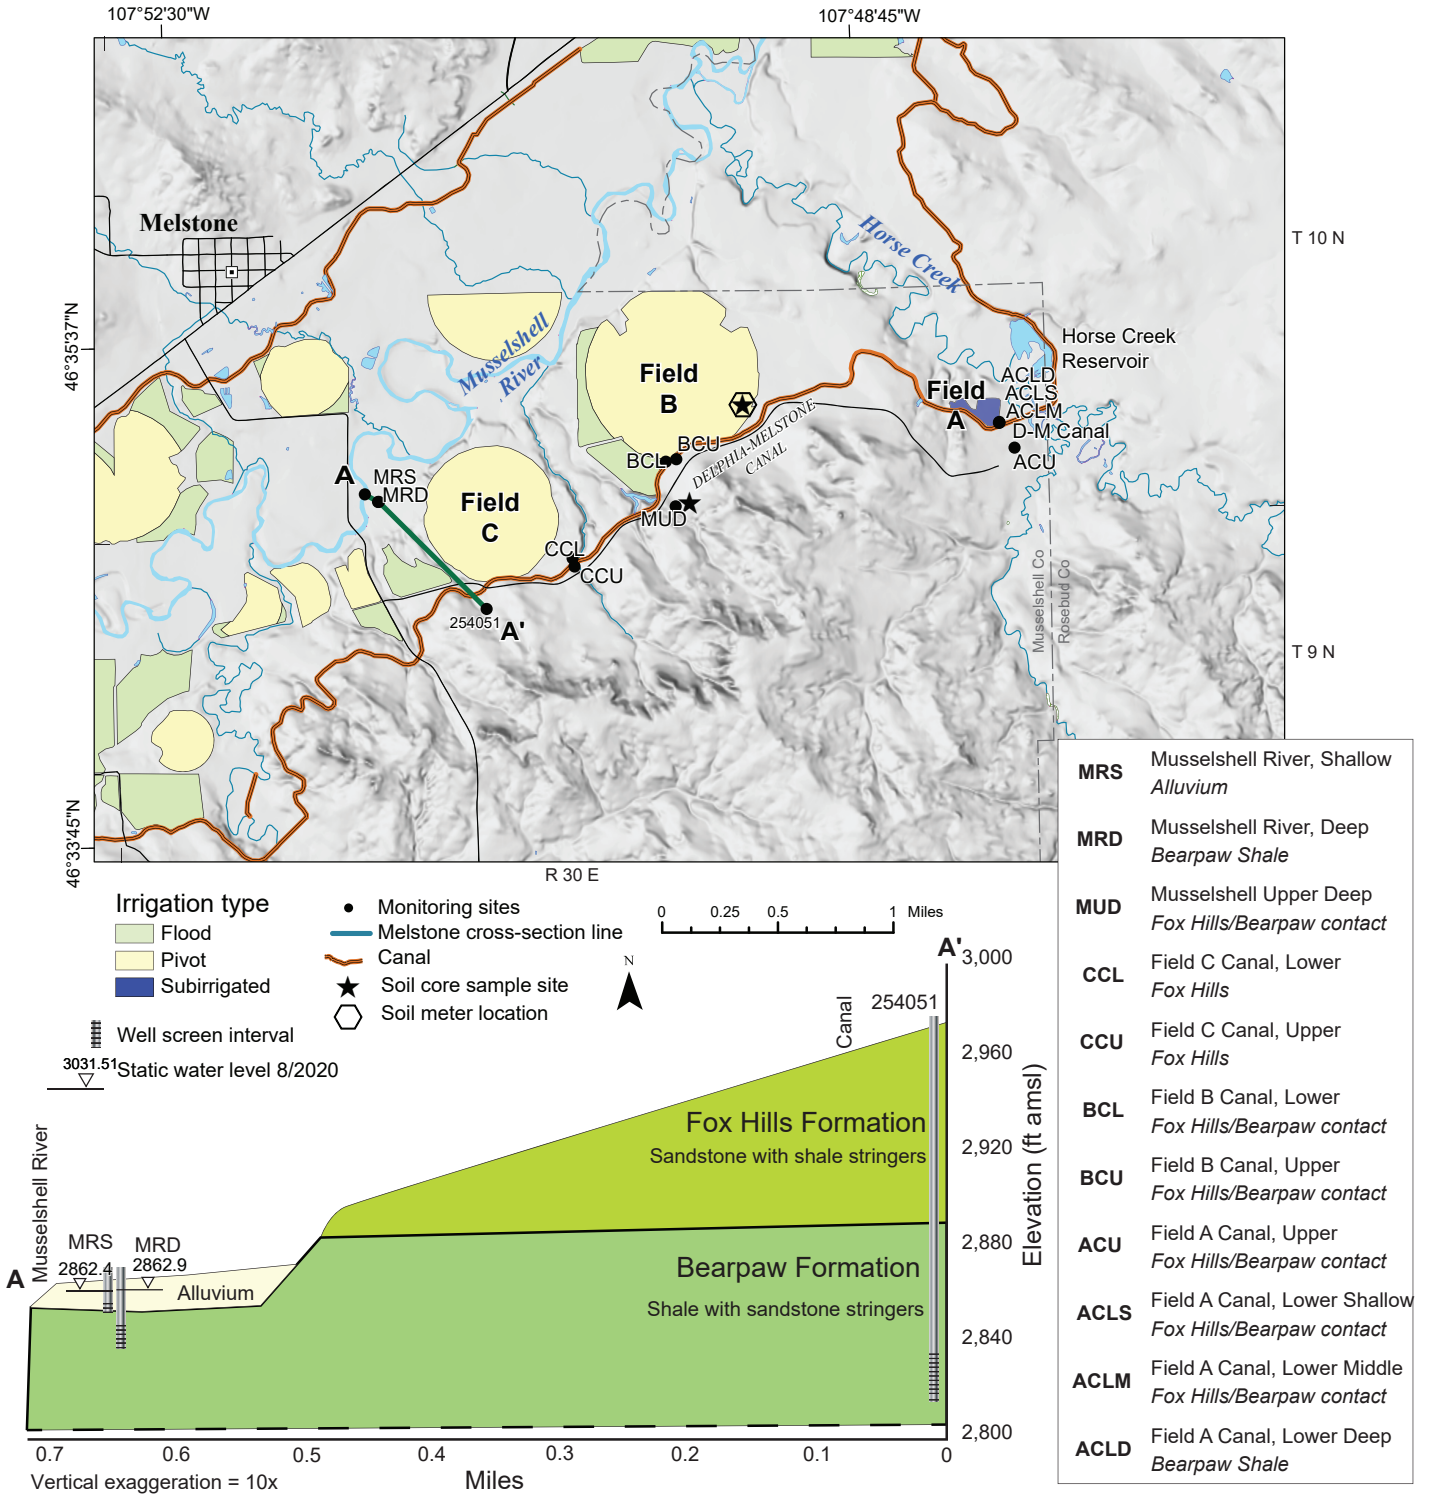 107°52'30"W
107°48'45"W
Melstone
T 10 N
Horse Creek
46°35'37"N
Musselshell
River
Horse Creek
Reservoir
Field
B
ACLD
ACLS
ACLM
Field
A
D-M Canal
ACU
BCU
BCL
DELPHIA-MELSTONE
CANAL
A
MRS
MRD
Field
C
MUD
CCL
CCU
254051
A'
Musselshell Co
Rosebud Co
T 9 N
46°33'45"N
R 30 E
MRS
Musselshell River, Shallow
Alluvium
MRD
Musselshell River, Deep
Bearpaw Shale
MUD
Musselshell Upper Deep
Fox Hills/Bearpaw contact
CCL
Field C Canal, Lower
Fox Hills
CCU
Field C Canal, Upper
Fox Hills
BCL
Field B Canal, Lower
Fox Hills/Bearpaw contact
BCU
Field B Canal, Upper
Fox Hills/Bearpaw contact
ACU
Field A Canal, Upper
Fox Hills/Bearpaw contact
ACLS
Field A Canal, Lower Shallow
Fox Hills/Bearpaw contact
ACLM
Field A Canal, Lower Middle
Fox Hills/Bearpaw contact
ACLD
Field A Canal, Lower Deep
Bearpaw Shale
Irrigation type
Flood
Pivot
Subirrigated
Well screen interval
3031.51
Static water level 8/2020
Monitoring sites
Melstone cross-section line
Canal
Soil core sample site
Soil meter location
0 0.25 0.5 1 Miles
N
A'
3,000
2,960
2,920
2,880
2,840
2,800
Elevation (ft amsl)
254051
Canal
Fox Hills Formation
Sandstone with shale stringers
Musselshell River
MRS
2862.4
MRD
2862.9
A
Alluvium
Bearpaw Formation
Shale with sandstone stringers
0.7 0.6 0.5 0.4 0.3 0.2 0.1 0
Vertical exaggeration = 10x
Miles